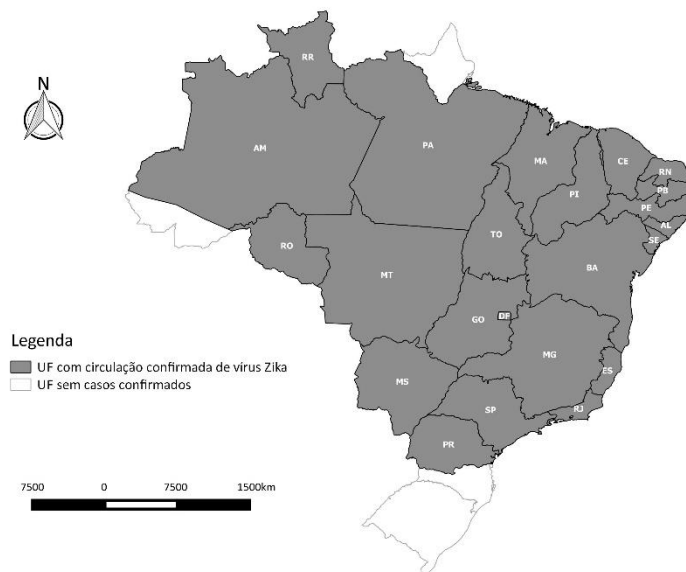 RR
N
AM
PA
MA
CE
RN
PB
PI
PE
AL
SE
TO
RO
BA
MT
GO
DF
Legenda
MG
UF com circulação confirmada de vírus Zika
ES
UF sem casos confirmados
MS
SP
RJ
PR
7500 0 7500 1500km